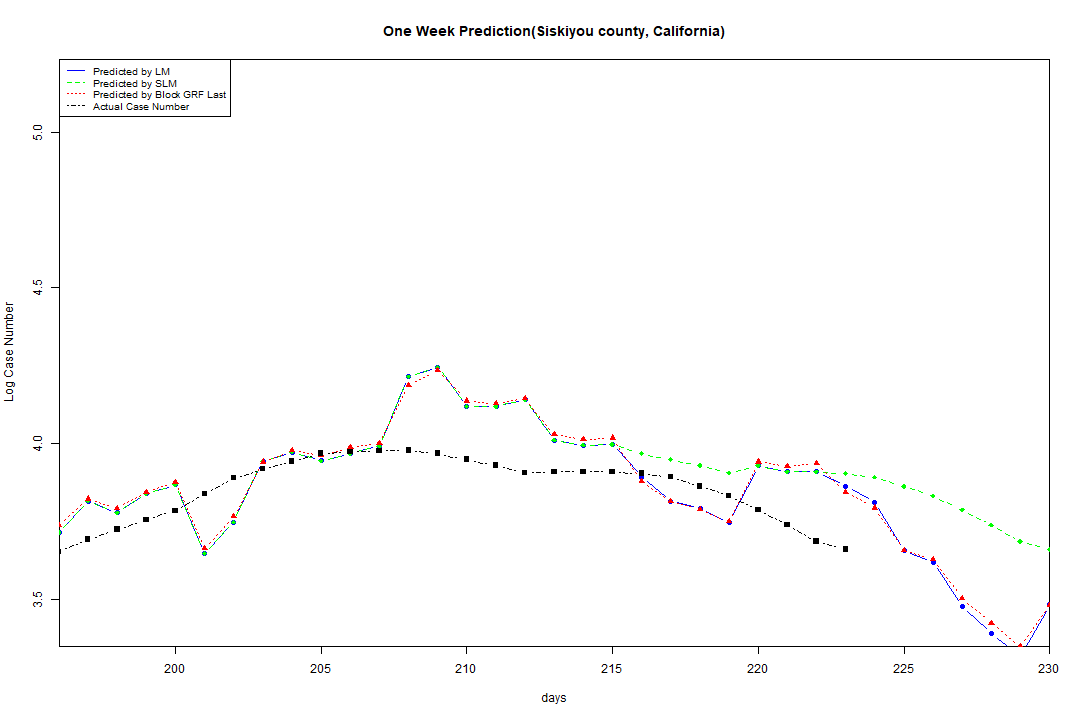 One Week Prediction(Siskiyou county, California)
Predicted by LM
Predicted by SLM
Predicted by Block GRF Last
Actual Case Number
5.0
4.5
4.0
3.5
Log Case Number
200 205 210 215 220 225 230
days